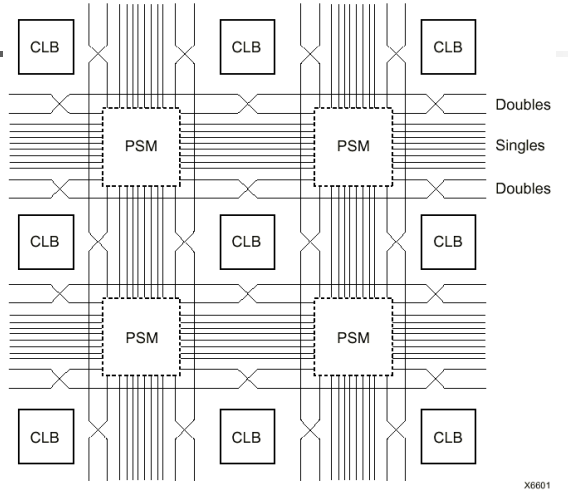 CLB CLB CLB
Doubles
PSM PSM Singles
Doubles
CLB CLB CLB
PSM PSM
CLB CLB CLB
X6601